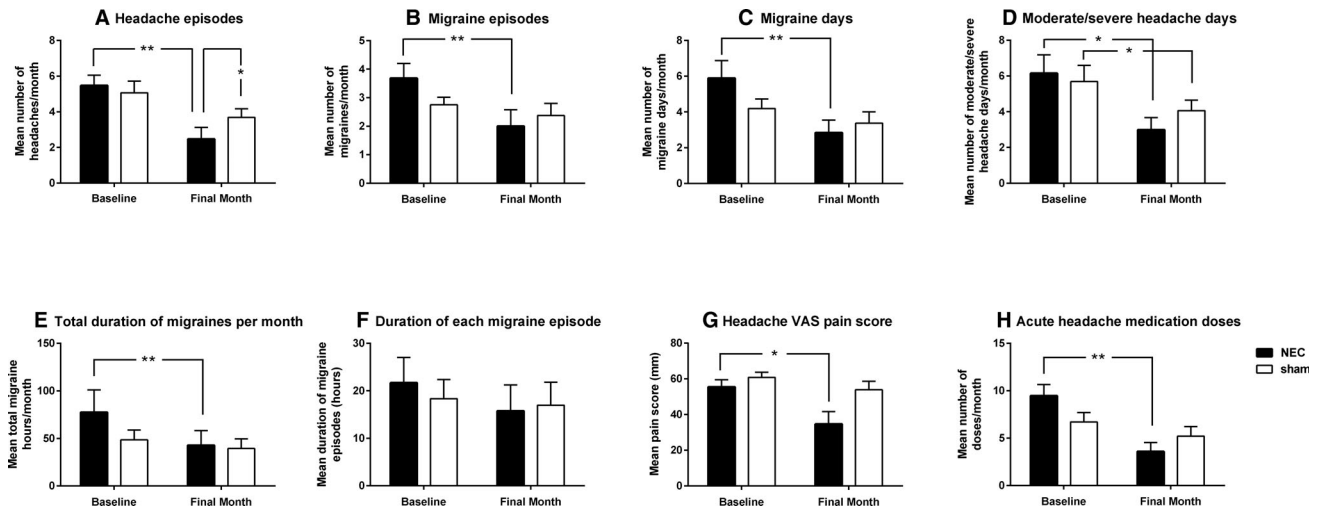 A Headache episodes
Mean number of
headaches/month
8
6
4
2
0
**
*
Baseline
Final Month
B Migraine episodes
Mean number of
migraines/month
5
4
3
2
1
0
**
Baseline
Final Month
C Migraine days
Mean number of
migraine days/month
8
6
4
2
0
**
Baseline
Final Month
D Moderate/severe headache days
Mean number of moderate/severe
headache days/month
8
6
4
2
0
*
*
Baseline
Final Month
E Total duration of migraines per month
Mean total migraine
hours/month
150
100
50
0
**
Baseline
Final Month
F Duration of each migraine episode
Mean duration of migraine
episodes (hours)
30
20
10
0
Baseline
Final Month
G Headache VAS pain score
Mean pain score (mm)
80
60
40
20
0
*
Baseline
Final Month
H Acute headache medication doses
Mean number of
doses/month
15
10
5
0
**
Baseline
Final Month
NEC
sham